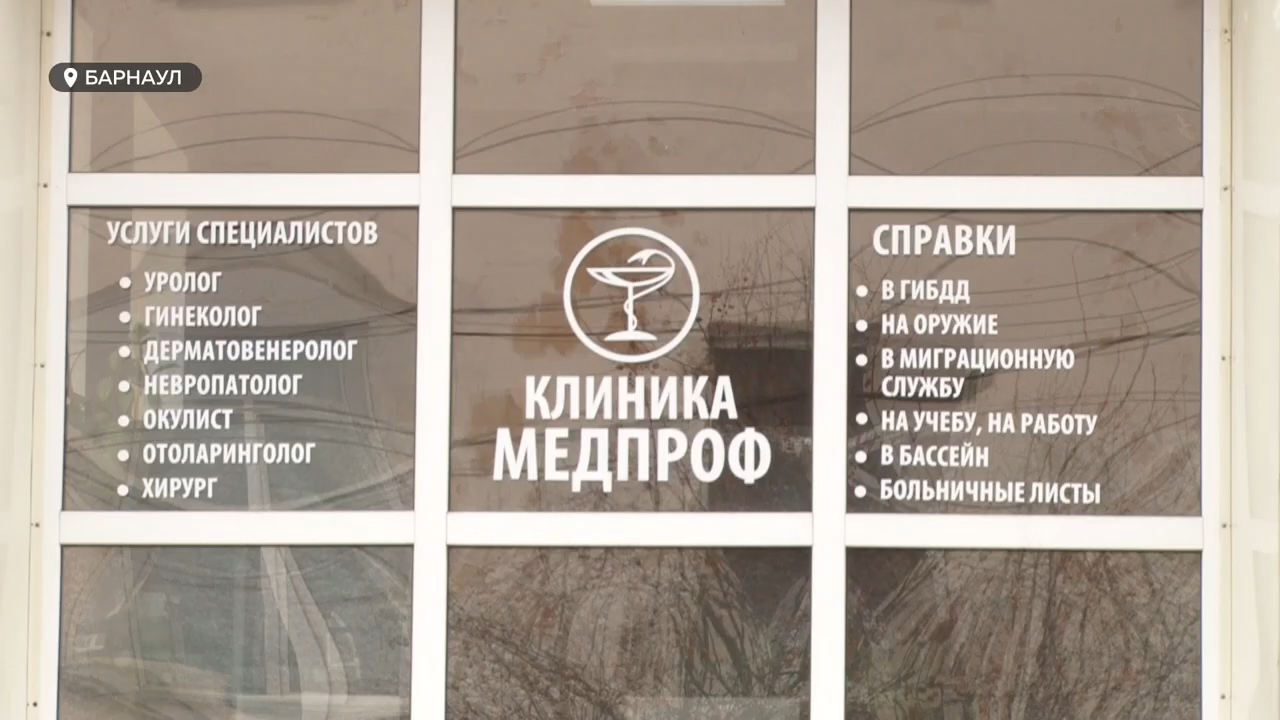 БАРНАУЛ
УСЛУГИ СПЕЦИАЛИСТОВ
• УРОЛОГ
• ГИНЕКОЛОГ
• ДЕРМАТОВЕНЕРОЛОГ
• НЕВРОПАТОЛОГ
• ОКУЛИСТ
• ОТОЛАРИНГОЛОГ
• ХИРУРГ
КЛИНИКА
МЕДПРОФ
СПРАВКИ
• В ГИБДД
• НА ОРУЖИЕ
• В МИГРАЦИОННУЮ
СЛУЖБУ
• НА УЧЕБУ, НА РАБОТУ
• В БАССЕЙН
• БОЛЬНИЧНЫЕ ЛИСТЫ